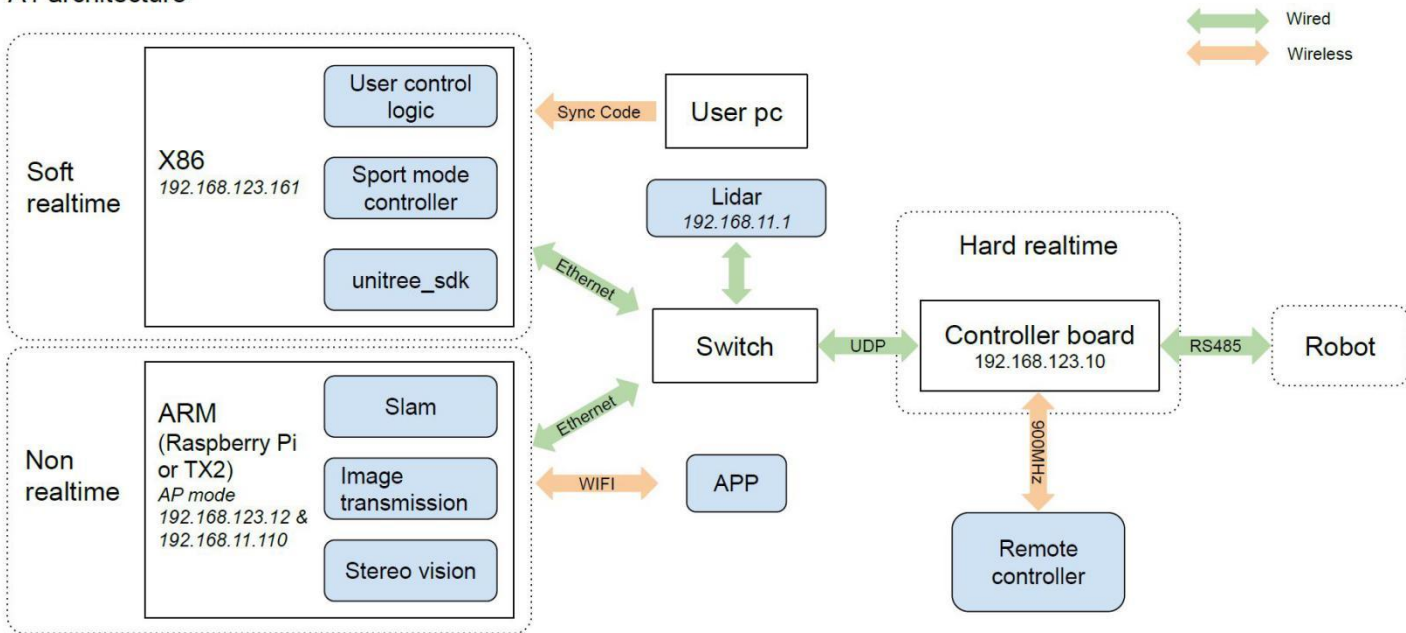 A1 architecture
Wired
Wireless
Soft
realtime
X86
192.168.123.161
User control
logic
Sport mode
controller
unitree_sdk
Sync Code
User pc
Lidar
192.168.11.1
Ethernet
Switch
UDP
Hard realtime
Controller board
192.168.123.10
RS485
Robot
Non
realtime
ARM
(Raspberry Pi
or TX2)
AP mode
192.168.123.12 &
192.168.11.110
Slam
Image
transmission
Stereo vision
Ethernet
WIFI
APP
900MHz
Remote
controller